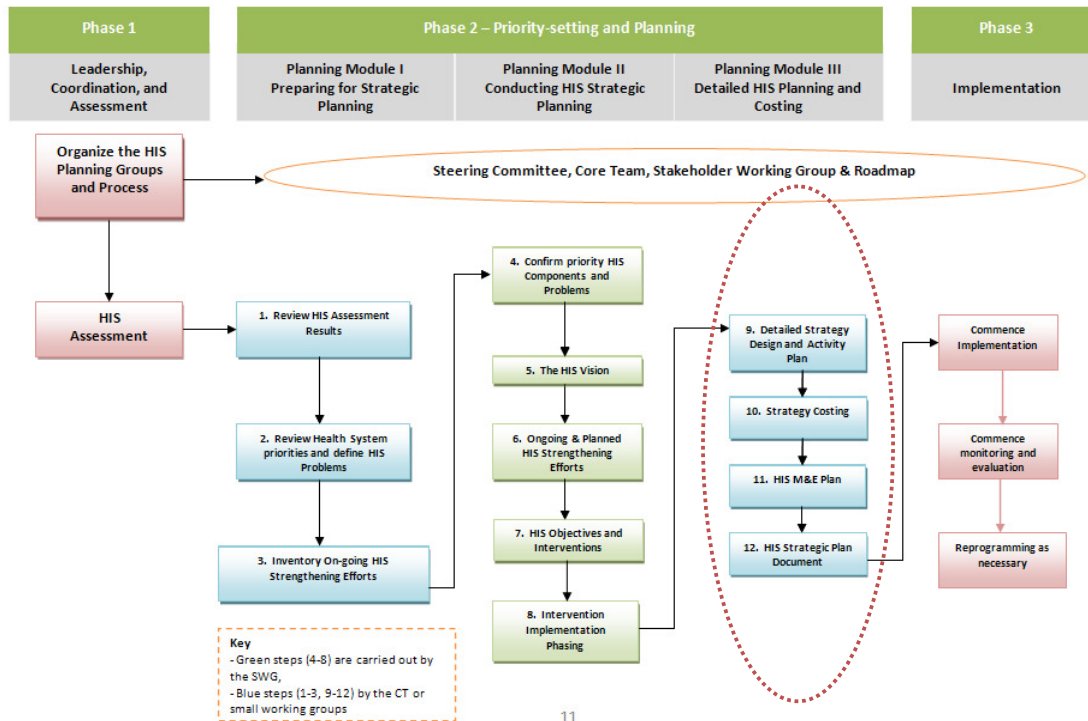 Phase 1
Phase 2 – Priority-setting and Planning
Phase 3
Leadership,
Coordination, and
Assessment
Planning Module I
Preparing for Strategic
Planning
Planning Module II
Conducting HIS Strategic
Planning
Planning Module III
Detailed HIS Planning and
Costing
Implementation
Organize the HIS
Planning Groups
and Process
Steering Committee, Core Team, Stakeholder Working Group & Roadmap
HIS
Assessment
1. Review HIS Assessment
Results
2. Review Health System
priorities and define HIS
Problems
3. Inventory On-going HIS
Strengthening Efforts
4. Confirm priority HIS
Components and
Problems
5. The HIS Vision
6. Ongoing & Planned
HIS Strengthening
Efforts
7. HIS Objectives and
Interventions
8. Intervention
Implementation
Phasing
9. Detailed Strategy
Design and Activity
Plan
10. Strategy Costing
11. HIS M&E Plan
12. HIS Strategic Plan
Document
Commence
Implementation
Commence
monitoring and
evaluation
Reprogramming as
necessary
Key
- Green steps (4-8) are carried out by
the SWG,
- Blue steps (1-3, 9-12) by the CT or
small working groups
11